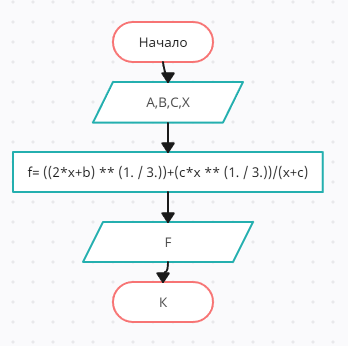 Начало
A,B,C,X
f= ((2*x+b) ** (1. / 3.))+(c*x ** (1. / 3.))/(x+c)
F
К